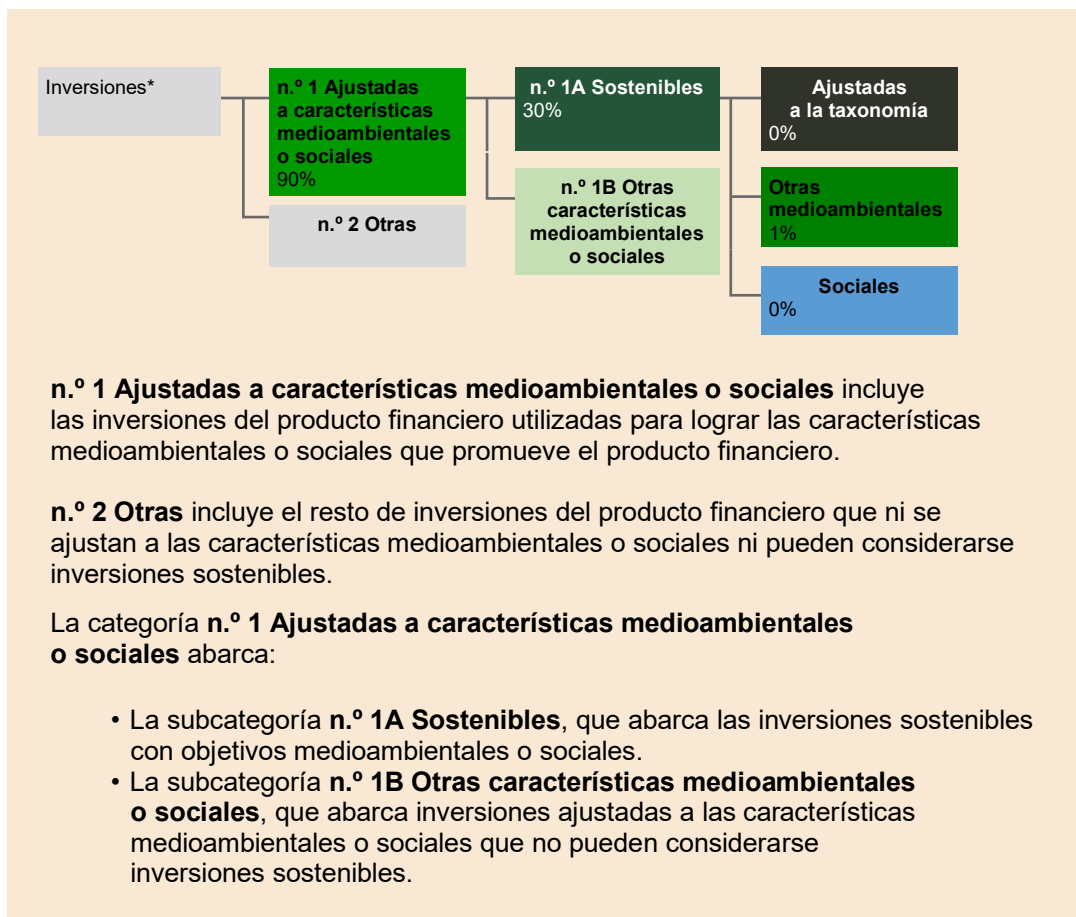 Inversiones*
n.º 1 Ajustadas
a características
medioambientales
o sociales
90%
n.º 2 Otras
n.º 1A Sostenibles
30%
n.º 1B Otras
características
medioambientales
o sociales
Ajustadas
a la taxonomía
0%
Otras
medioambientales
1%
Sociales
0%
n.º 1 Ajustadas a características medioambientales o sociales incluye
las inversiones del producto financiero utilizadas para lograr las características
medioambientales o sociales que promueve el producto financiero.
n.º 2 Otras incluye el resto de inversiones del producto financiero que ni se
ajustan a las características medioambientales o sociales ni pueden considerarse
inversiones sostenibles.
La categoría n.º 1 Ajustadas a características medioambientales
o sociales abarca:
• La subcategoría n.º 1A Sostenibles, que abarca las inversiones sostenibles
con objetivos medioambientales o sociales.
• La subcategoría n.º 1B Otras características medioambientales
o sociales, que abarca inversiones ajustadas a las características
medioambientales o sociales que no pueden considerarse
inversiones sostenibles.